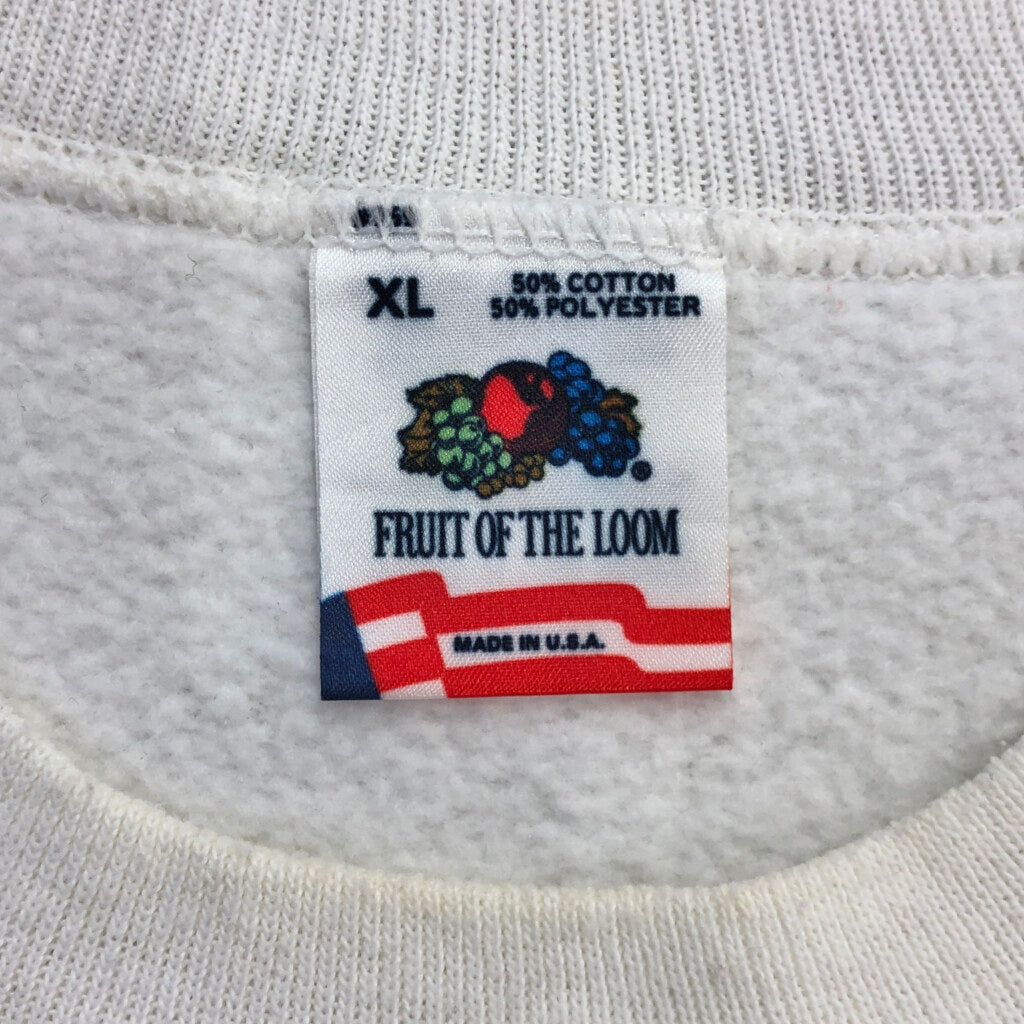 XL
50% COTTON
50% POLYESTER
®
FRUIT OF THE LOOM
MADE IN U.S.A.